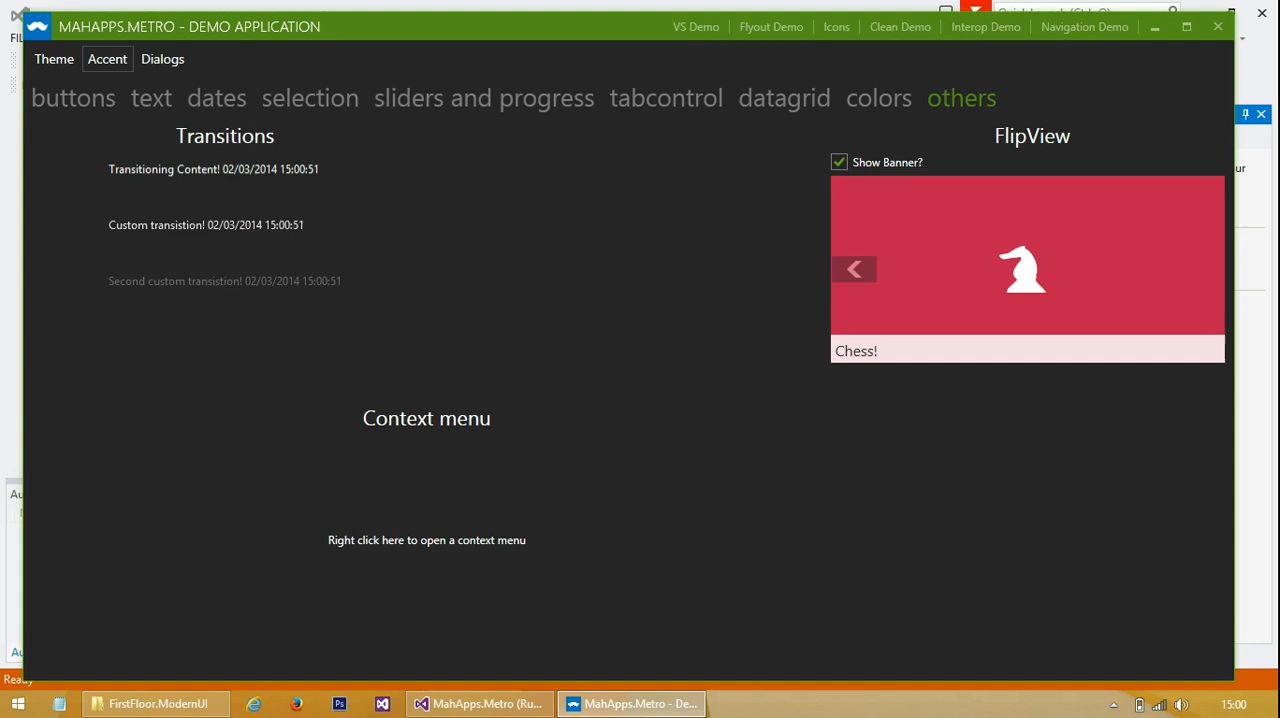 MAHAPPS.METRO - DEMO APPLICATION
VS Demo
Flyout Demo
Icons
Clean Demo
Interop Demo
Navigation Demo
Theme
Accent
Dialogs
buttons text dates selection sliders and progress tabcontrol datagrid colors others
Transitions
Transitioning Content! 02/03/2014 15:00:51
Custom transistion! 02/03/2014 15:00:51
Second custom transistion! 02/03/2014 15:00:51
FlipView
Show Banner?
Chess!
Context menu
Right click here to open a context menu
FirstFloor.ModernUI
Ps
MahApps.Metro (Ru...
MahApps.Metro - De...
15:00